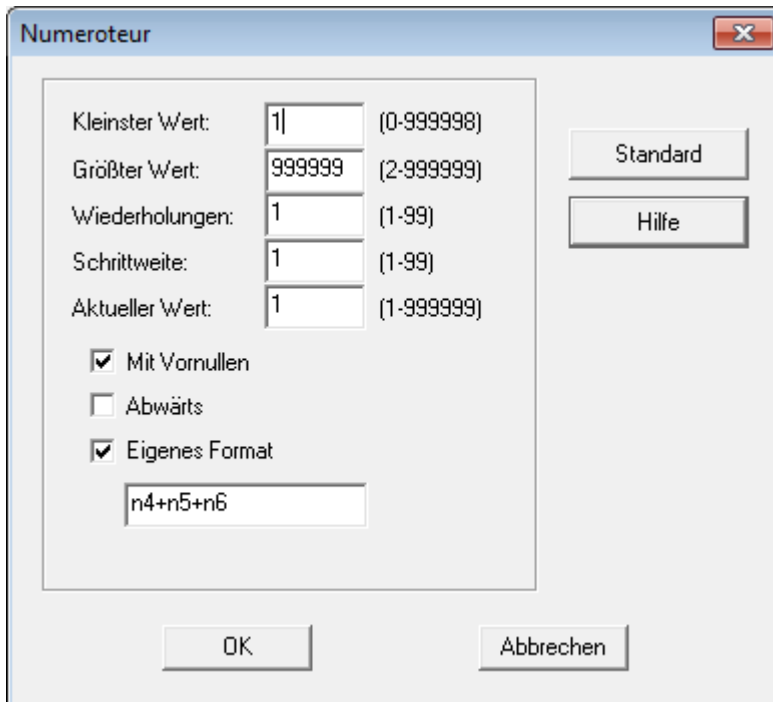 Numeroteur
Kleinster Wert: 1 (0-999998)
Größter Wert: 999999 (2-999999)
Wiederholungen: 1 (1-99)
Schrittweite: 1 (1-99)
Aktueller Wert: 1 (1-999999)
Mit Vornullen
Abwärts
Eigenes Format
n4+n5+n6
Standard
Hilfe
OK
Abbrechen